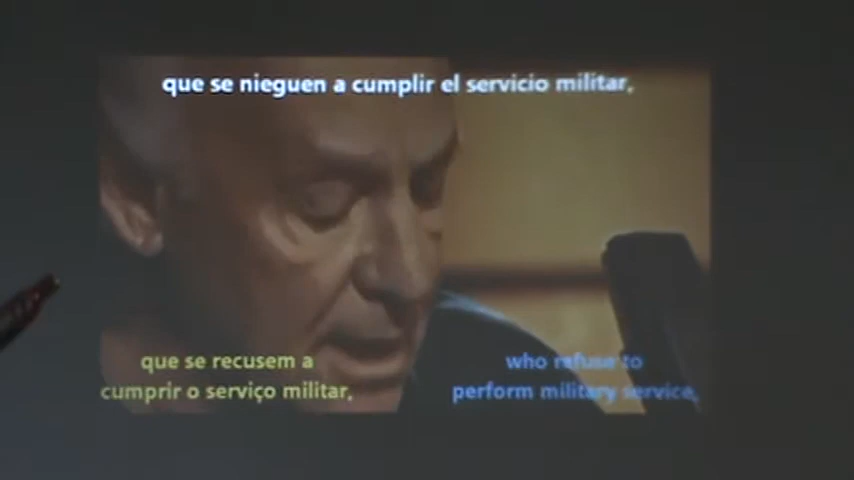 que se nieguen a cumplir el servicio militar,
que se recusem a
cumprir o serviço militar,
who refuse to
perform military service,